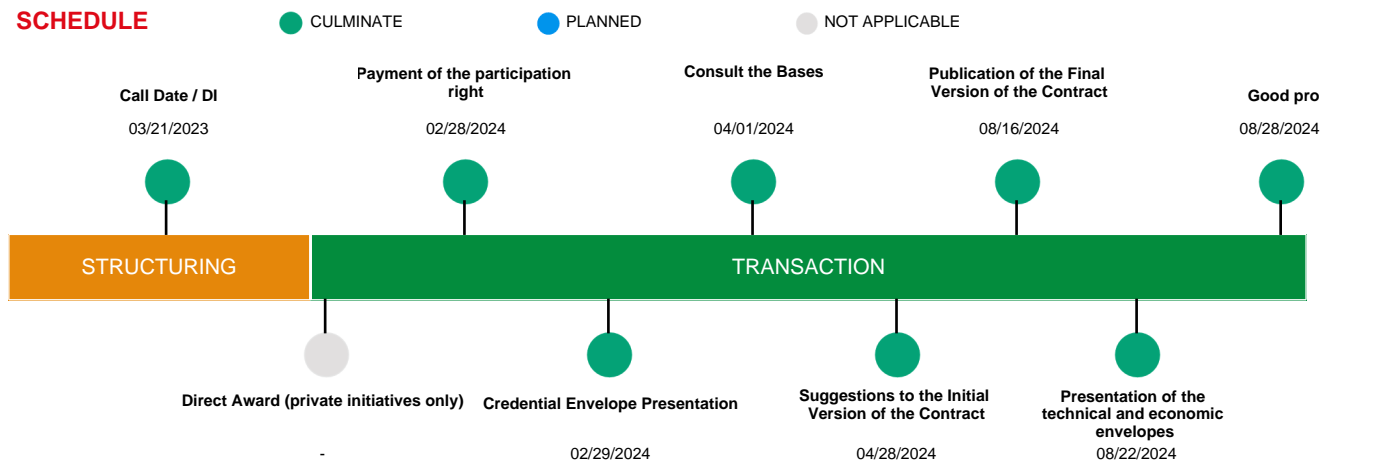 SCHEDULE
CULMINATE
PLANNED
NOT APPLICABLE
Call Date / DI
03/21/2023
Payment of the participation
right
02/28/2024
Consult the Bases
04/01/2024
Publication of the Final
Version of the Contract
08/16/2024
Good pro
08/28/2024
STRUCTURING
TRANSACTION
Direct Award (private initiatives only)
-
Credential Envelope Presentation
02/29/2024
Suggestions to the Initial
Version of the Contract
04/28/2024
Presentation of the
technical and economic
envelopes
08/22/2024